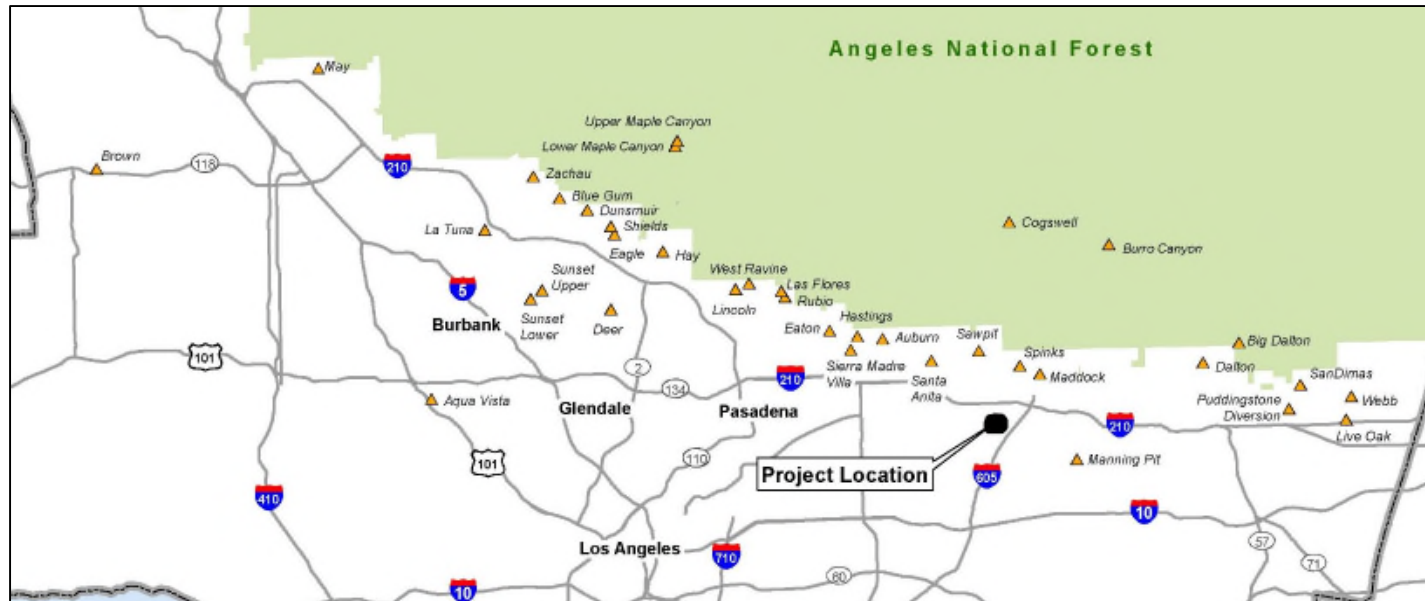 Angeles National Forest
May
Upper Maple Canyon
Lower Maple Canyon
Brown
118
210
Zachau
Blue Gum
Dunsmuir
Shields
Eagle
La Tuna
Hay
Cogswell
Burro Canyon
Sunset
Upper
West Ravine
Las Flores
Rubio
Lincoln
5
Burbank
Sunset
Lower
Deer
Eaton
Hastings
Auburn
Sawpit
Spinks
Maddock
Big Dalton
Dalton
101
2
134
210
Sierra Madre
Villa
Santa
Anita
SanDimas
Webb
Puddingstone
Diversion
Live Oak
Aqua Vista
Glendale
Pasadena
210
101
110
Project Location
605
Manning Pit
410
10
Los Angeles
710
57
71
60
10